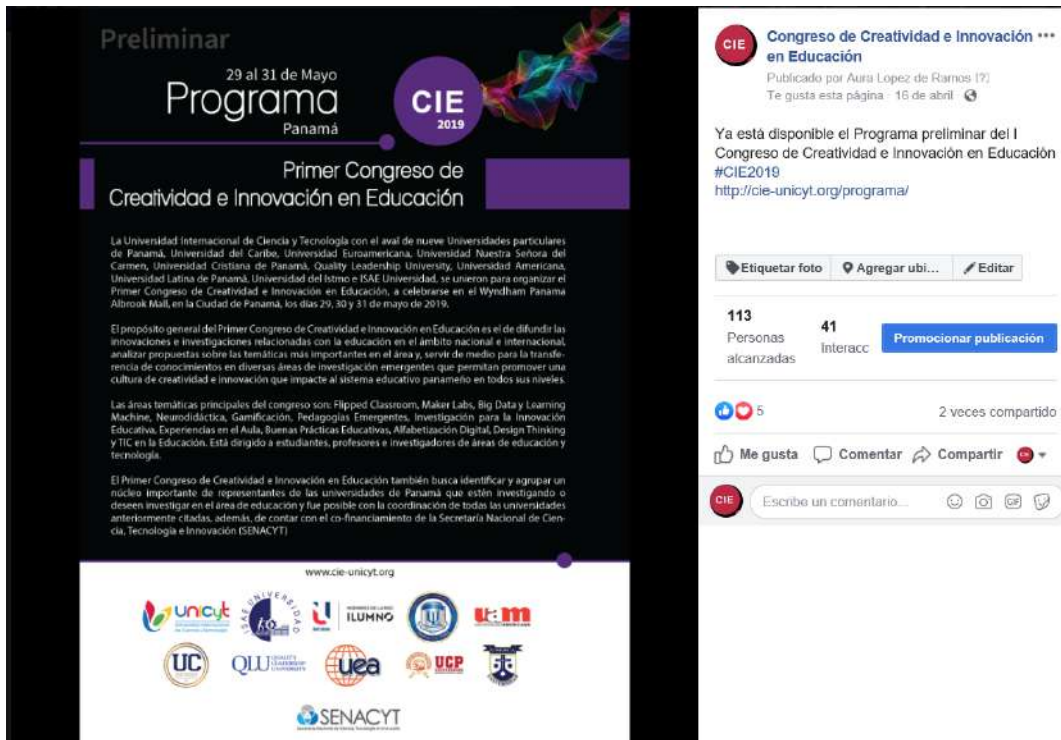 Preliminar
29 al 31 de Mayo
Programa
Panamá
CIE
2019
Primer Congreso de
Creatividad e Innovación en Educación
La Universidad Internacional de Ciencia y Tecnología con el aval de nueve Universidades particulares
de Panamá, Universidad del Caribe, Universidad Euroamericana, Universidad Nuestra Señora del
Carmen, Universidad Cristiana de Panamá, Quality Leadership University, Universidad Americana,
Universidad Latina de Panamá, Universidad del Istmo e ISAE Universidad, se unieron para organizar el
Primer Congreso de Creatividad e Innovación en Educación, a celebrarse en el Wyndham Panama
Albrook Mall, en la Ciudad de Panamá, los días 29, 30 y 31 de mayo de 2019.
El propósito general del Primer Congreso de Creatividad e Innovación en Educación es el de difundir las
innovaciones e investigaciones relacionadas con la educación en el ámbito nacional e internacional,
analizar propuestas sobre las temáticas más importantes en el área y, servir de medio para la transfe-
rencia de conocimientos en diversas áreas de investigación emergentes que permitan promover una
cultura de creatividad e innovación que impacte al sistema educativo panameño en todos sus niveles.
Las áreas temáticas principales del congreso son: Flipped Classroom, Maker Labs, Big Data y Learning
Machine, Neurodidáctica, Gamificación, Pedagogías Emergentes, Investigación para la Innovación
Educativa, Experiencias en el Aula, Buenas Prácticas Educativas, Alfabetización Digital, Design Thinking
y TIC en la Educación. Está dirigido a estudiantes, profesores e investigadores de áreas de educación y
tecnología.
El Primer Congreso de Creatividad e Innovación en Educación también busca identificar y agrupar un
núcleo importante de representantes de las universidades de Panamá que estén investigando o
deseen investigar en el área de educación y fue posible con la coordinación de todas las universidades
anteriormente citadas, además, de contar con el co-financiamiento de la Secretaría Nacional de Cien-
cia, Tecnología e Innovación (SENACYT)
www.cie-unicyt.org
unicyt
ISAE UNIVERSIDAD
ILUMNO
uam
UC
QLU QUALITY LEADERSHIP UNIVERSITY
uea
UCP
SENACYT
CIE
Congreso de Creatividad e Innovación ···
en Educación
Publicado por Aura Lopez de Ramos [?]
Te gusta esta página · 16 de abril ·
Ya está disponible el Programa preliminar del I
Congreso de Creatividad e Innovación en Educación
#CIE2019
http://cie-unicyt.org/programa/
Etiquetar foto Agregar ubi... Editar
113
Personas
alcanzadas
41
Interacc
Promocionar publicación
5 2 veces compartido
Me gusta Comentar Compartir
CIE
Escribe un comentario...
GIF